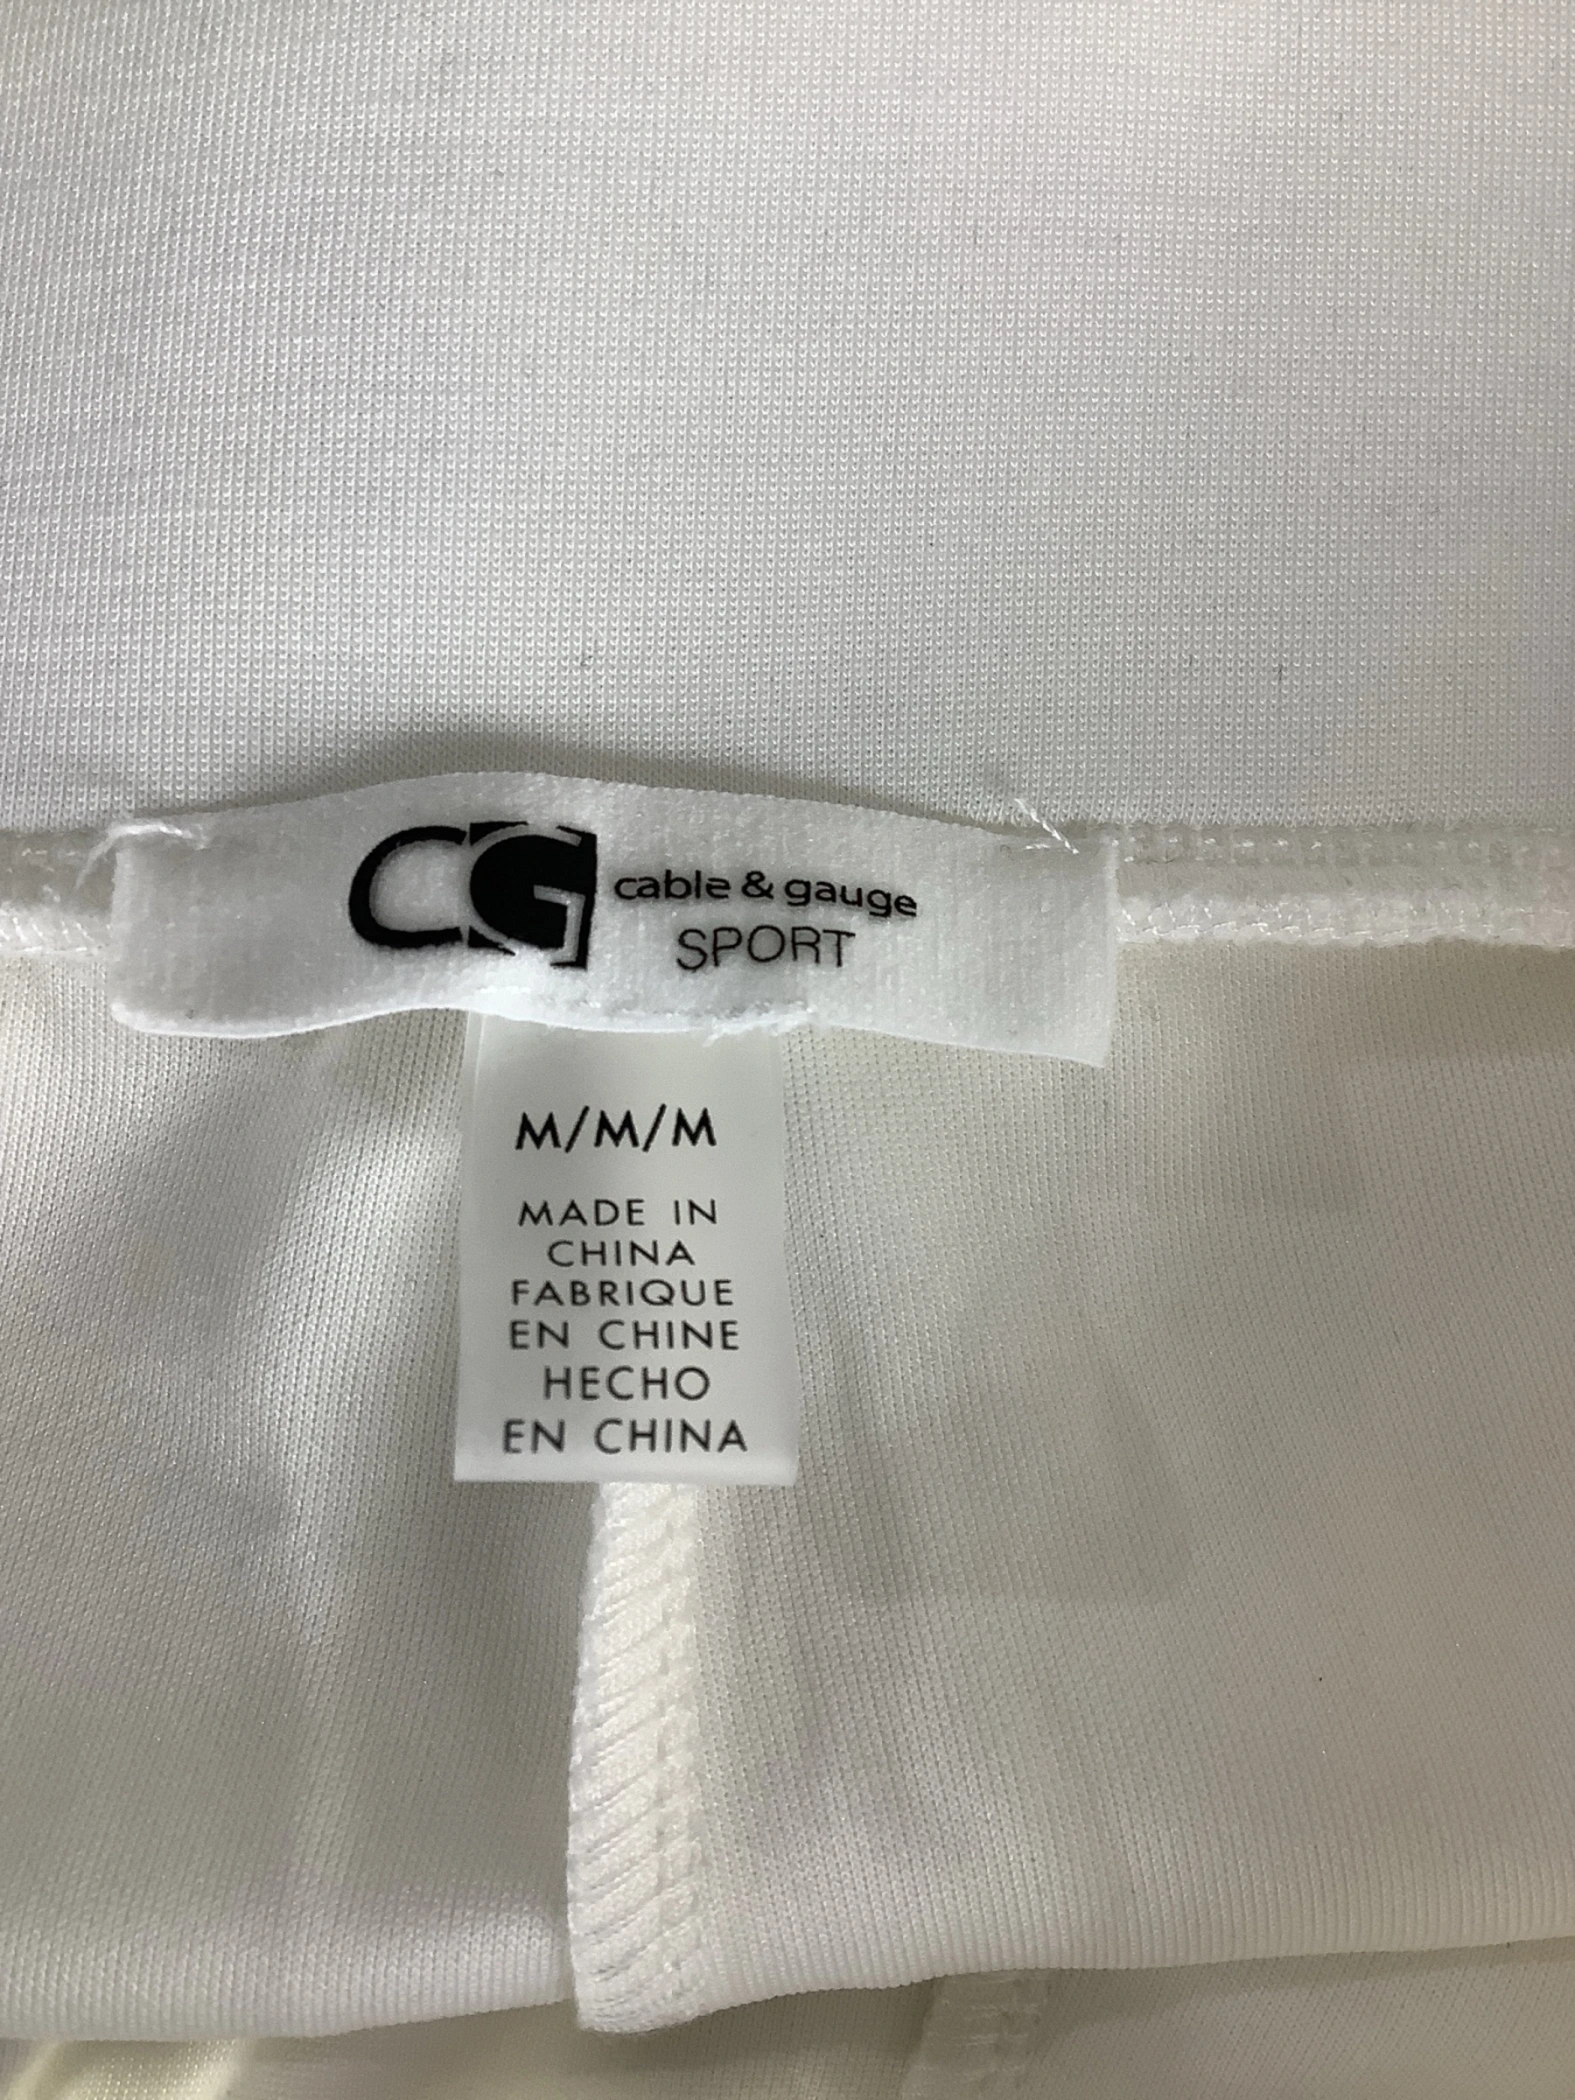 CG cable & gauge
SPORT
M/M/M
MADE IN
CHINA
FABRIQUE
EN CHINE
HECHO
EN CHINA